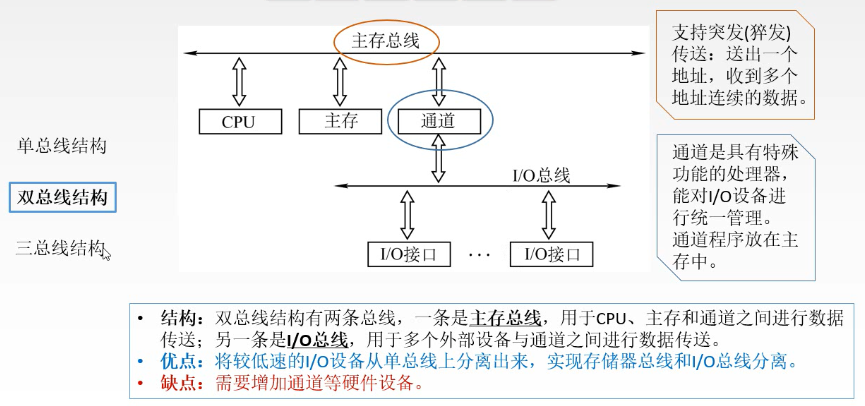 单总线结构
双总线结构
三总线结构
主存总线
CPU
主存
通道
I/O总线
I/O接口
···
I/O接口
支持突发(猝发)
传送：送出一个
地址，收到多个
地址连续的数据。
通道是具有特殊
功能的处理器，
能对I/O设备进
行统一管理。
通道程序放在主
存中。
• 结构：双总线结构有两条总线，一条是主存总线，用于CPU、主存和通道之间进行数据
传送；另一条是I/O总线，用于多个外部设备与通道之间进行数据传送。
• 优点：将较低速的I/O设备从单总线上分离出来，实现存储器总线和I/O总线分离。
• 缺点：需要增加通道等硬件设备。